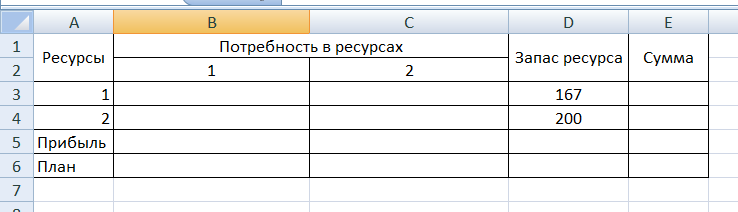 A B C D E
1 Ресурсы Потребность в ресурсах Запас ресурса Сумма
2 1 2
3 1 167
4 2 200
5 Прибыль
6 План
7